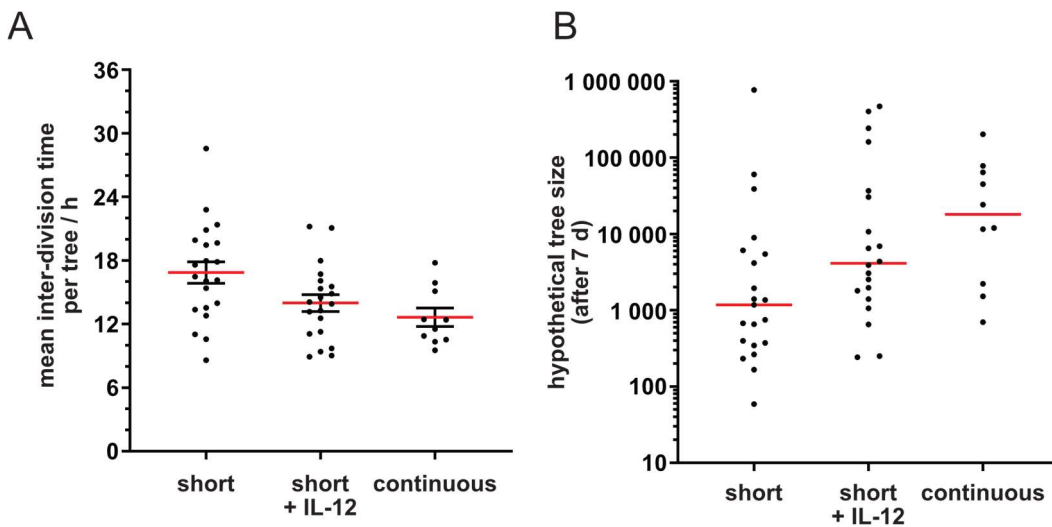 A
mean inter-division time
per tree / h
36
30
24
18
12
6
0
short
short
+ IL-12
continuous
B
hypothetical tree size
(after 7 d)
1 000 000
100 000
10 000
1 000
100
10
short
short
+ IL-12
continuous